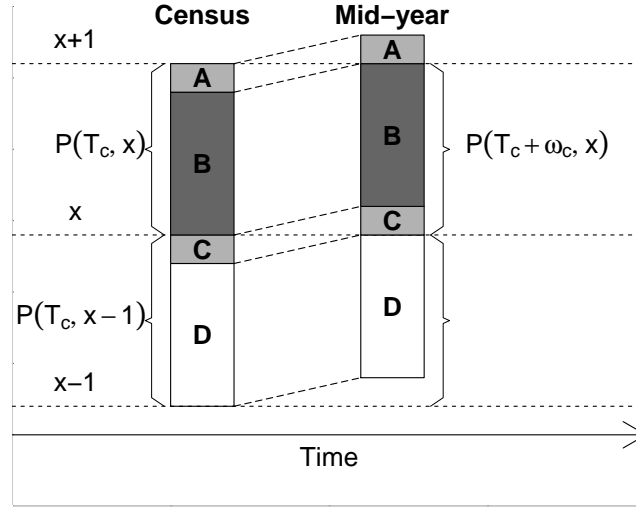 Census Mid−year
x+1
A A
P(T_c, x) B B P(T_c + ω_c, x)
x
C C
P(T_c, x − 1) D D
x−1
Time